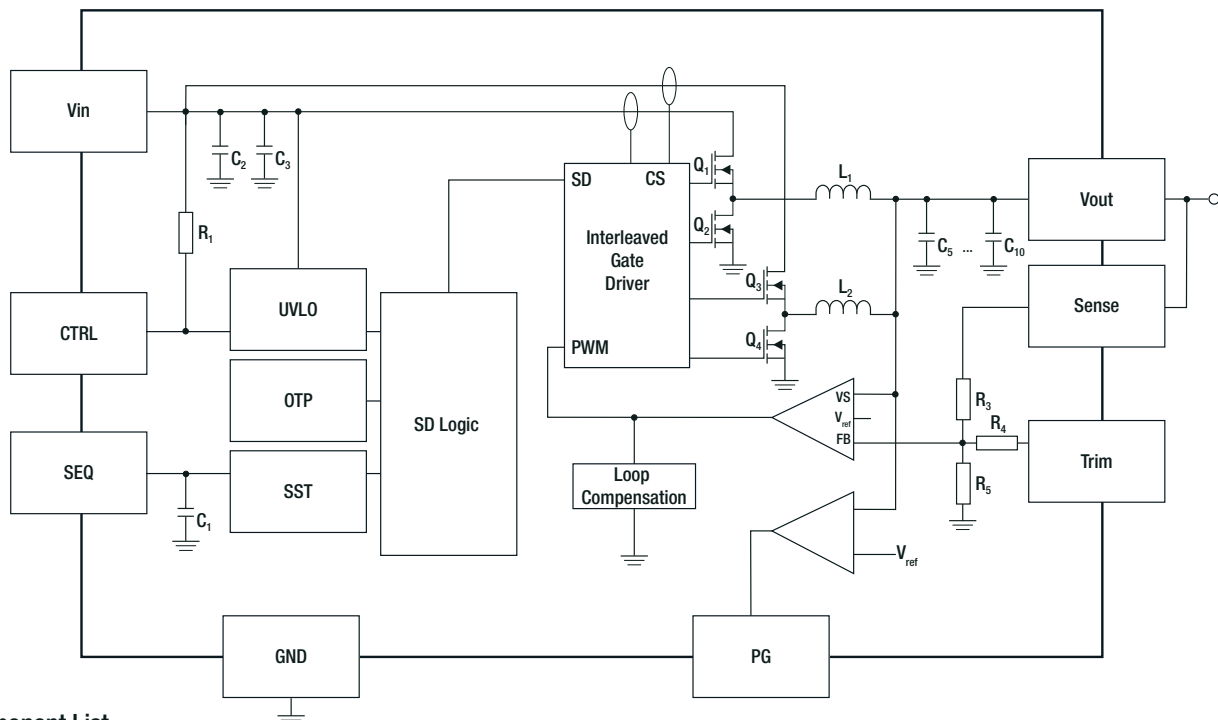 Vin
C₂
C₃
R₁
CTRL
UVLO
OTP
SD Logic
SEQ
SST
C₁
SD
CS
Interleaved
Gate
Driver
PWM
Q₁
Q₂
Q₃
Q₄
L₁
L₂
C₅
...
C₁₀
Vout
Sense
VS
Vref
FB
R₃
R₄
R₅
Trim
Loop
Compensation
Vref
GND
PG